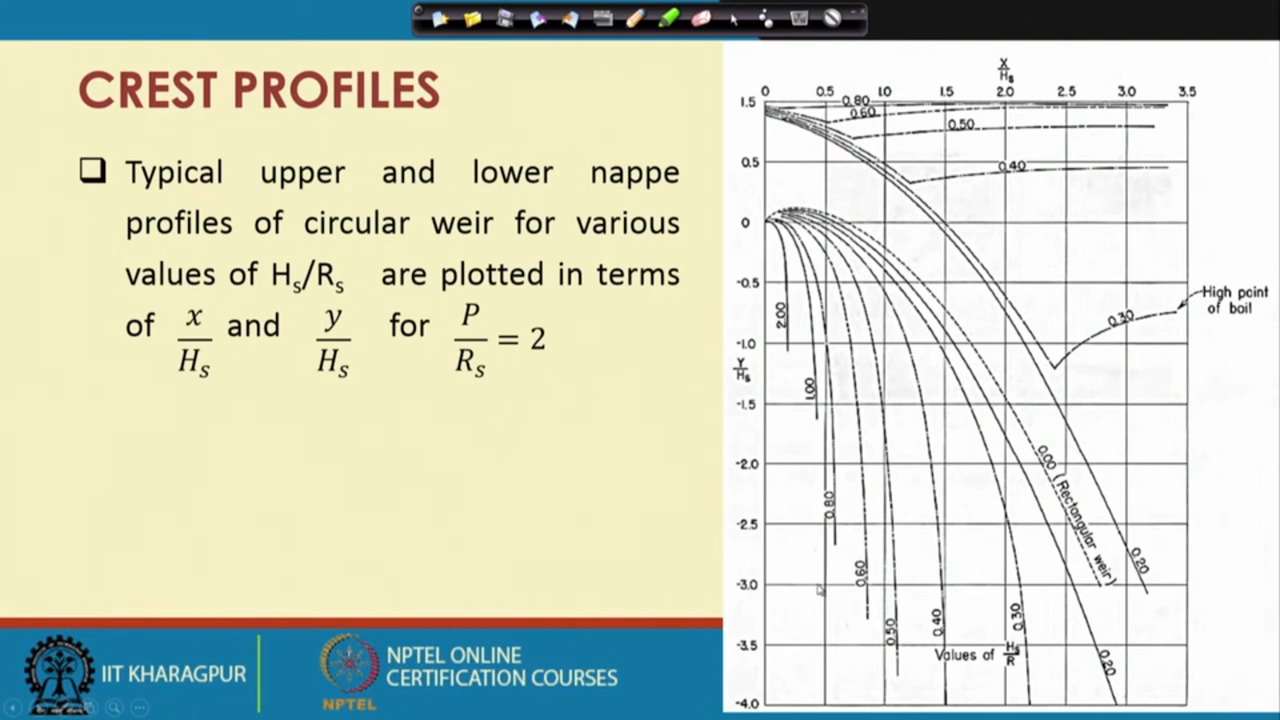 CREST PROFILES
❑ Typical upper and lower nappe
profiles of circular weir for various
values of Hs/Rs are plotted in terms
of x/Hs and y/Hs for P/Rs = 2
X/Hs
0 0.5 1.0 1.5 2.0 2.5 3.0 3.5
1.5
0.5
0
-0.5
-1.0
Y/Hs
-1.5
-2.0
-2.5
-3.0
-3.5
-4.0
0.80
0.60
0.50
0.40
High point
of boil
0.30
2.00
1.00
0.80
0.60
0.50
0.40
0.30
0.00 (Rectangular weir)
0.20
0.20
Values of Hs/R
IIT KHARAGPUR
NPTEL
NPTEL ONLINE
CERTIFICATION COURSES